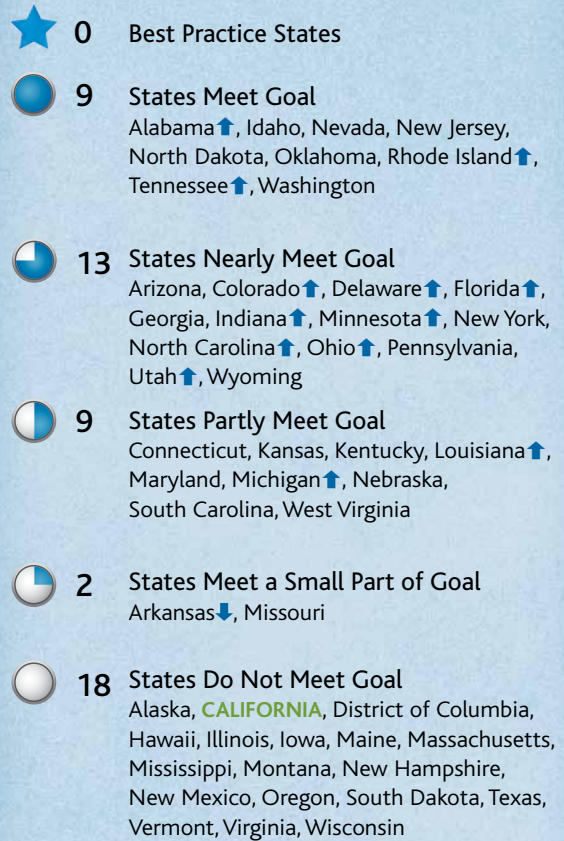 0 Best Practice States
9 States Meet Goal
Alabama⬆, Idaho, Nevada, New Jersey,
North Dakota, Oklahoma, Rhode Island⬆,
Tennessee⬆, Washington
13 States Nearly Meet Goal
Arizona, Colorado⬆, Delaware⬆, Florida⬆,
Georgia, Indiana⬆, Minnesota⬆, New York,
North Carolina⬆, Ohio⬆, Pennsylvania,
Utah⬆, Wyoming
9 States Partly Meet Goal
Connecticut, Kansas, Kentucky, Louisiana⬆,
Maryland, Michigan⬆, Nebraska,
South Carolina, West Virginia
2 States Meet a Small Part of Goal
Arkansas⬇, Missouri
18 States Do Not Meet Goal
Alaska, CALIFORNIA, District of Columbia,
Hawaii, Illinois, Iowa, Maine, Massachusetts,
Mississippi, Montana, New Hampshire,
New Mexico, Oregon, South Dakota, Texas,
Vermont, Virginia, Wisconsin